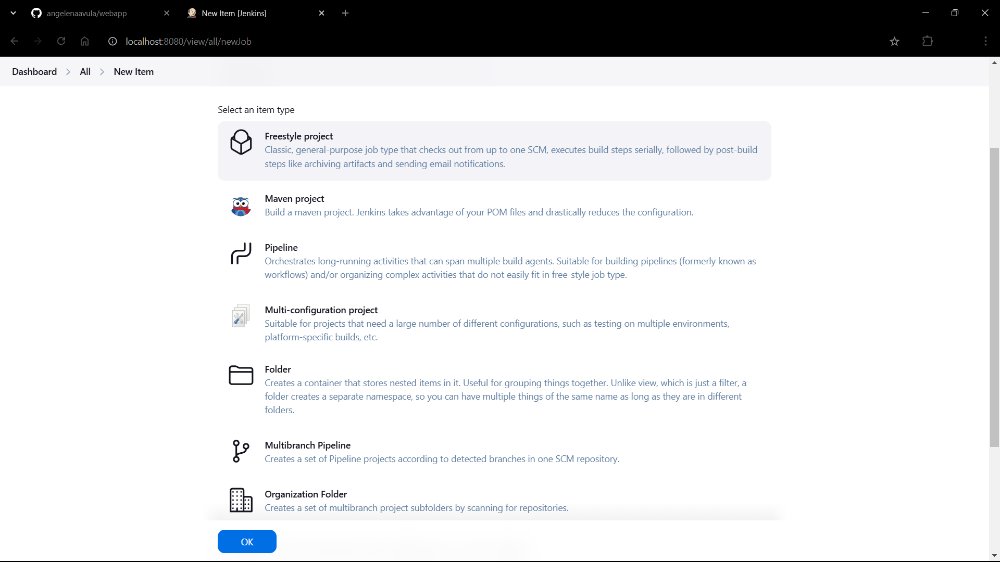 angelenaavula/webapp
New Item [Jenkins]
localhost:8080/view/all/newJob
Dashboard > All > New Item
Select an item type
Freestyle project
Classic, general-purpose job type that checks out from up to one SCM, executes build steps serially, followed by post-build
steps like archiving artifacts and sending email notifications.
Maven project
Build a maven project. Jenkins takes advantage of your POM files and drastically reduces the configuration.
Pipeline
Orchestrates long-running activities that can span multiple build agents. Suitable for building pipelines (formerly known as
workflows) and/or organizing complex activities that do not easily fit in free-style job type.
Multi-configuration project
Suitable for projects that need a large number of different configurations, such as testing on multiple environments,
platform-specific builds, etc.
Folder
Creates a container that stores nested items in it. Useful for grouping things together. Unlike view, which is just a filter, a
folder creates a separate namespace, so you can have multiple things of the same name as long as they are in different
folders.
Multibranch Pipeline
Creates a set of Pipeline projects according to detected branches in one SCM repository.
Organization Folder
Creates a set of multibranch project subfolders by scanning for repositories.
OK